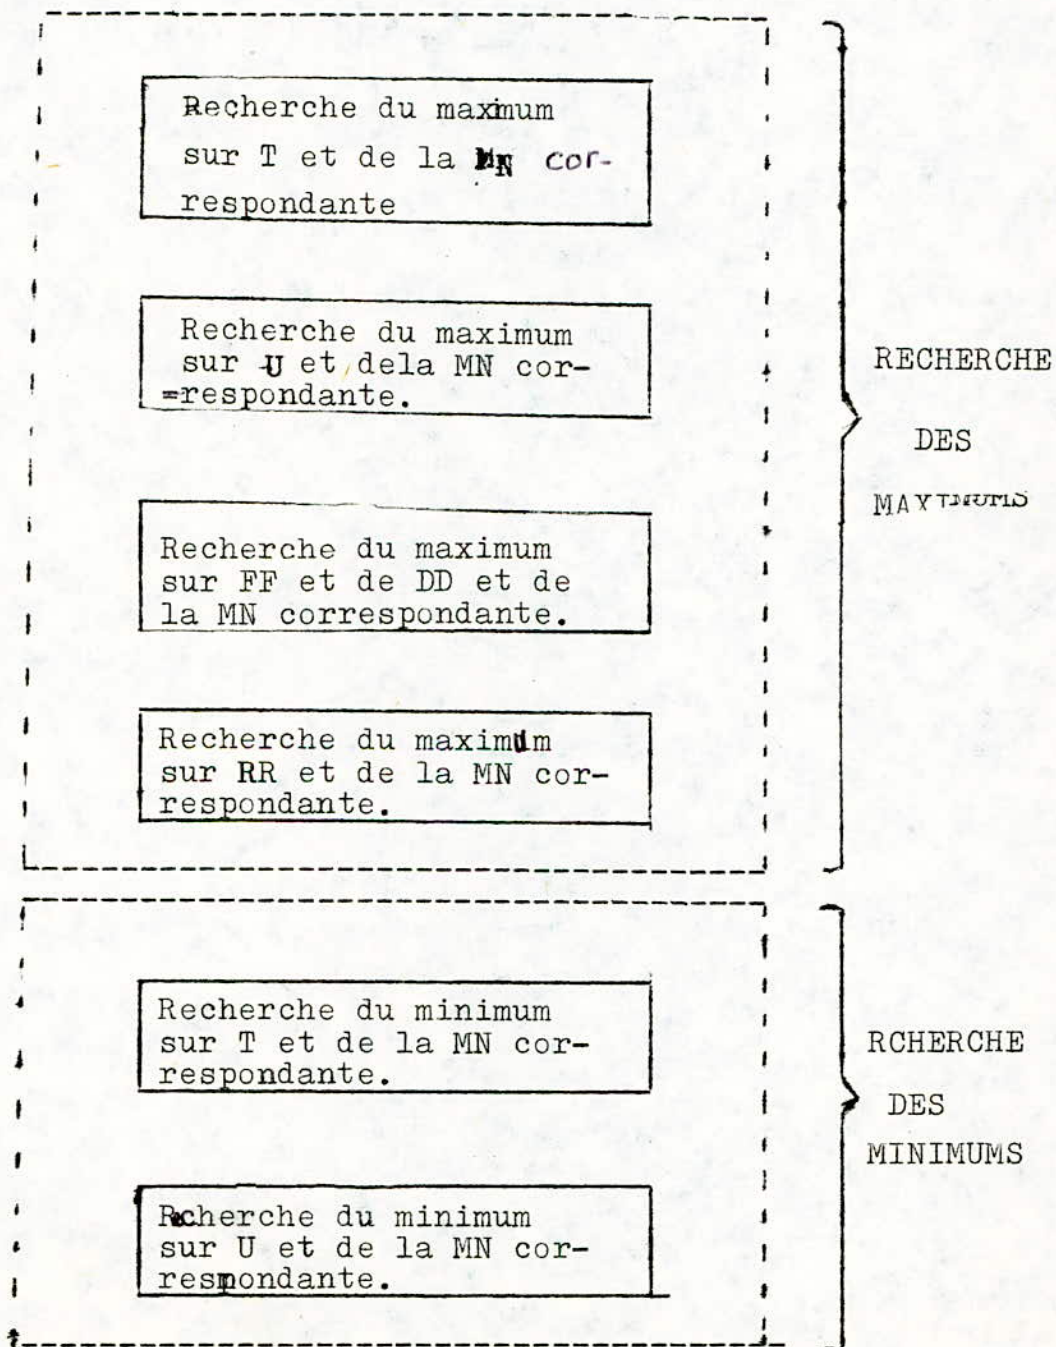 Recherche du maximum
sur T et de la MN cor-
respondante
Recherche du maximum
sur U et dela MN cor-
=respondante.
Recherche du maximum
sur FF et de DD et de
la MN correspondante.
Recherche du maximum
sur RR et de la MN cor-
respondante.
RECHERCHE
DES
MAXIMUMS
Recherche du minimum
sur T et de la MN cor-
respondante.
Recherche du minimum
sur U et de la MN cor-
respondante.
RCHERCHE
DES
MINIMUMS